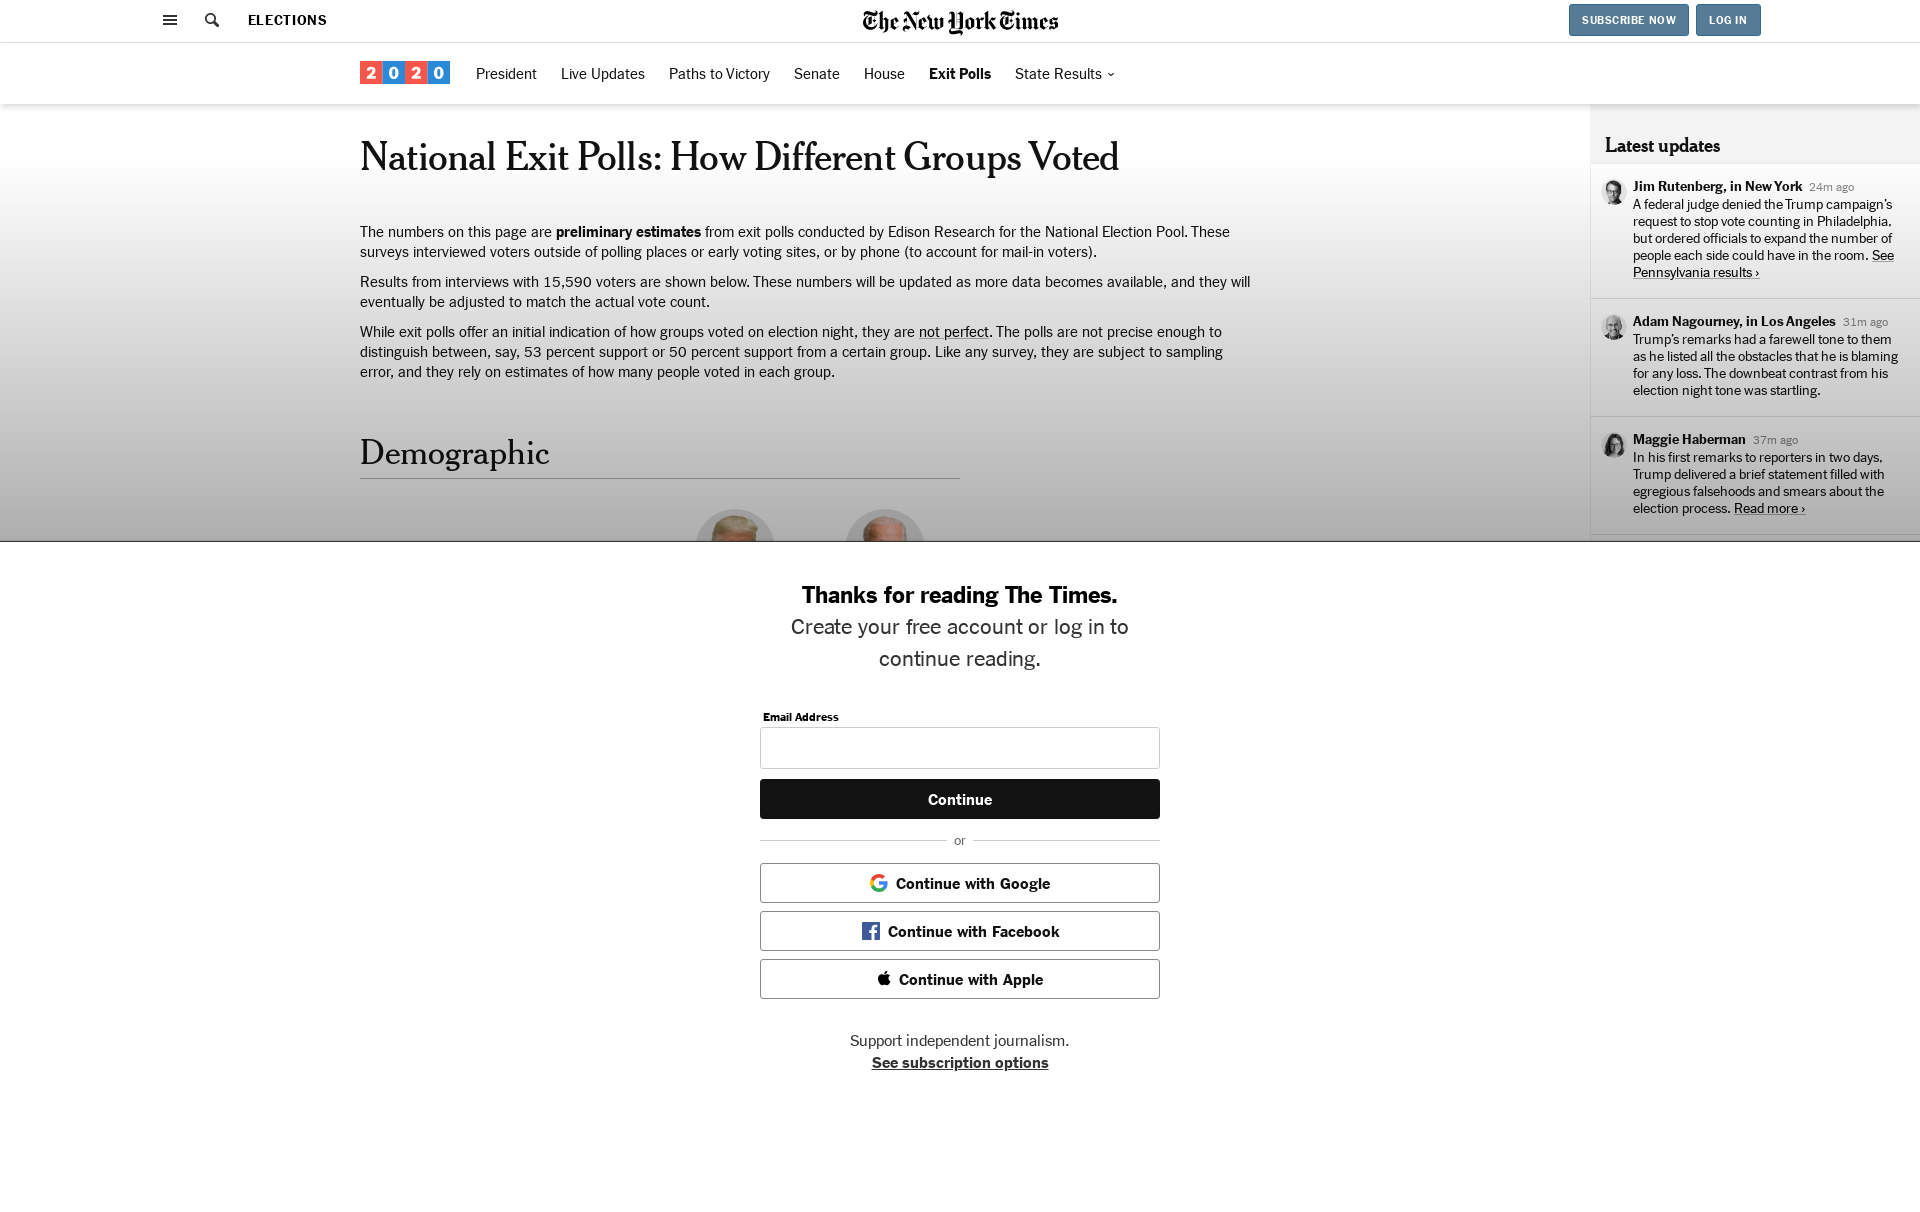 ELECTIONS
The New York Times
SUBSCRIBE NOW
LOG IN
2020
President
Live Updates
Paths to Victory
Senate
House
Exit Polls
State Results
National Exit Polls: How Different Groups Voted
The numbers on this page are preliminary estimates from exit polls conducted by Edison Research for the National Election Pool. These
surveys interviewed voters outside of polling places or early voting sites, or by phone (to account for mail-in voters).
Results from interviews with 15,590 voters are shown below. These numbers will be updated as more data becomes available, and they will
eventually be adjusted to match the actual vote count.
While exit polls offer an initial indication of how groups voted on election night, they are not perfect. The polls are not precise enough to
distinguish between, say, 53 percent support or 50 percent support from a certain group. Like any survey, they are subject to sampling
error, and they rely on estimates of how many people voted in each group.
Demographic
Latest updates
Jim Rutenberg, in New York 24m ago
A federal judge denied the Trump campaign's
request to stop vote counting in Philadelphia,
but ordered officials to expand the number of
people each side could have in the room. See
Pennsylvania results ›
Adam Nagourney, in Los Angeles 31m ago
Trump's remarks had a farewell tone to them
as he listed all the obstacles that he is blaming
for any loss. The downbeat contrast from his
election night tone was startling.
Maggie Haberman 37m ago
In his first remarks to reporters in two days,
Trump delivered a brief statement filled with
egregious falsehoods and smears about the
election process. Read more ›
Thanks for reading The Times.
Create your free account or log in to
continue reading.
Email Address
Continue
or
Continue with Google
Continue with Facebook
Continue with Apple
Support independent journalism.
See subscription options